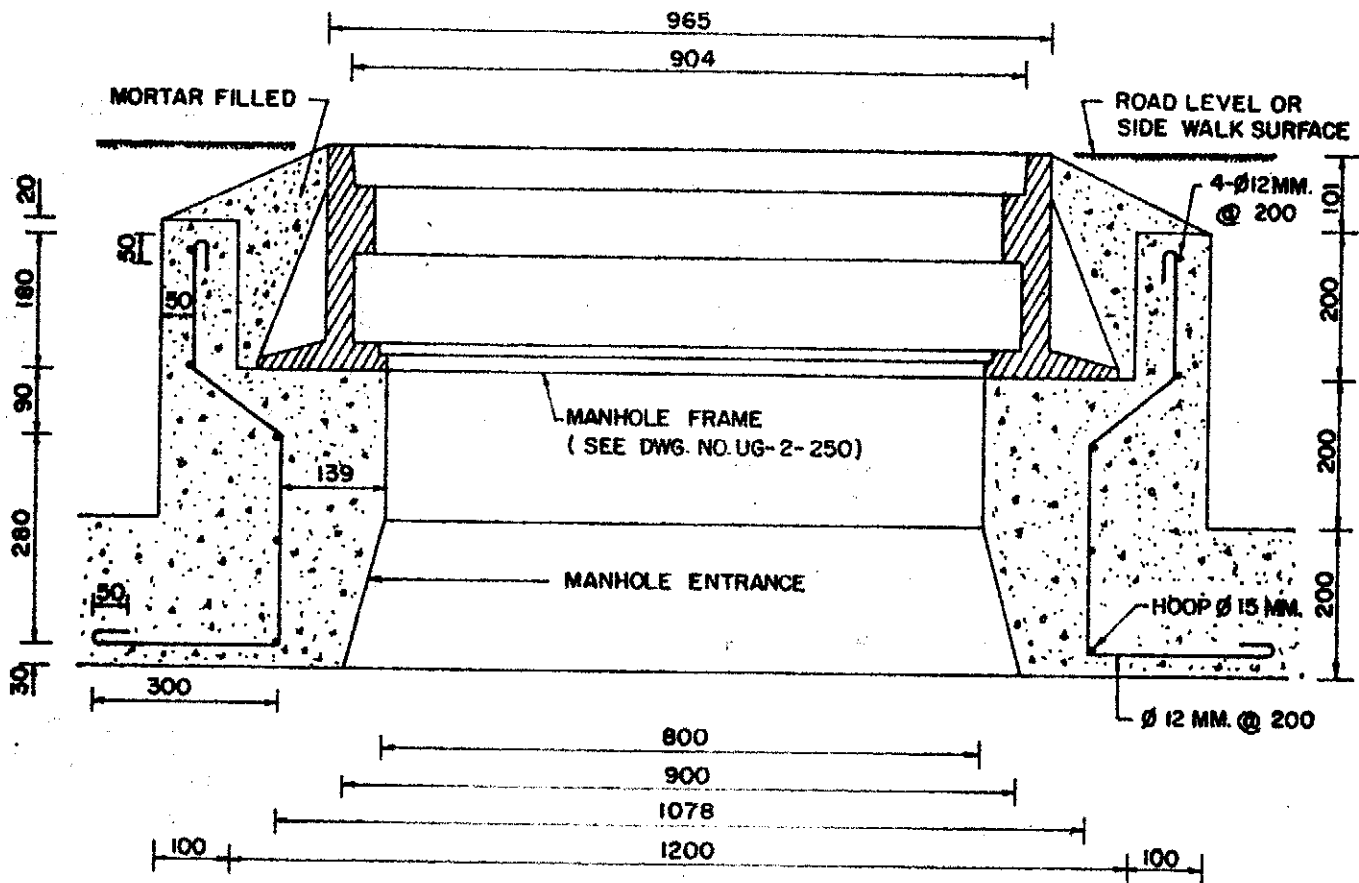 965
904
MORTAR FILLED
ROAD LEVEL OR
SIDE WALK SURFACE
20
4-Ø12MM.
@ 200
101
50
180
50
200
90
MANHOLE FRAME
( SEE DWG. NO. UG-2-250)
139
200
280
MANHOLE ENTRANCE
50
HOOP Ø 15 MM.
200
30
300
Ø 12 MM. @ 200
800
900
1078
100
1200
100